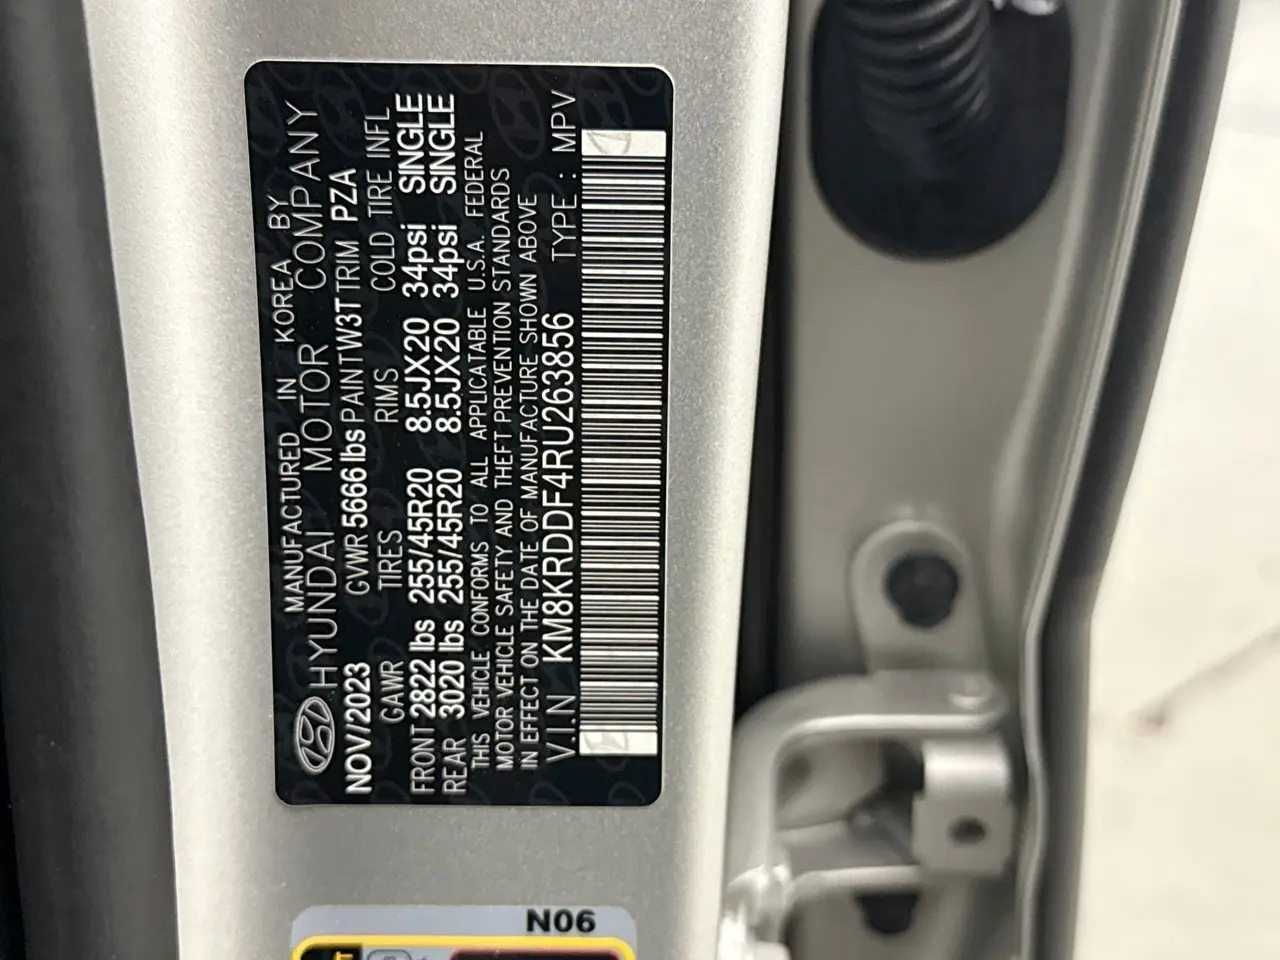 MANUFACTURED IN KOREA BY
HYUNDAI MOTOR COMPANY
NOV/2023 GVWR 5666 lbs PAINT W3T TRIM PZA
GAWR TIRES RIMS COLD TIRE INFL
FRONT 2822 lbs 255/45R20 8.5JX20 34psi SINGLE
REAR 3020 lbs 255/45R20 8.5JX20 34psi SINGLE
THIS VEHICLE CONFORMS TO ALL APPLICATABLE U.S.A. FEDERAL
MOTOR VEHICLE SAFETY AND THEFT PREVENTION STANDARDS
IN EFFECT ON THE DATE OF MANUFACTURE SHOWN ABOVE
V.I.N KM8KRDDF4RU263856 TYPE : MPV
N06